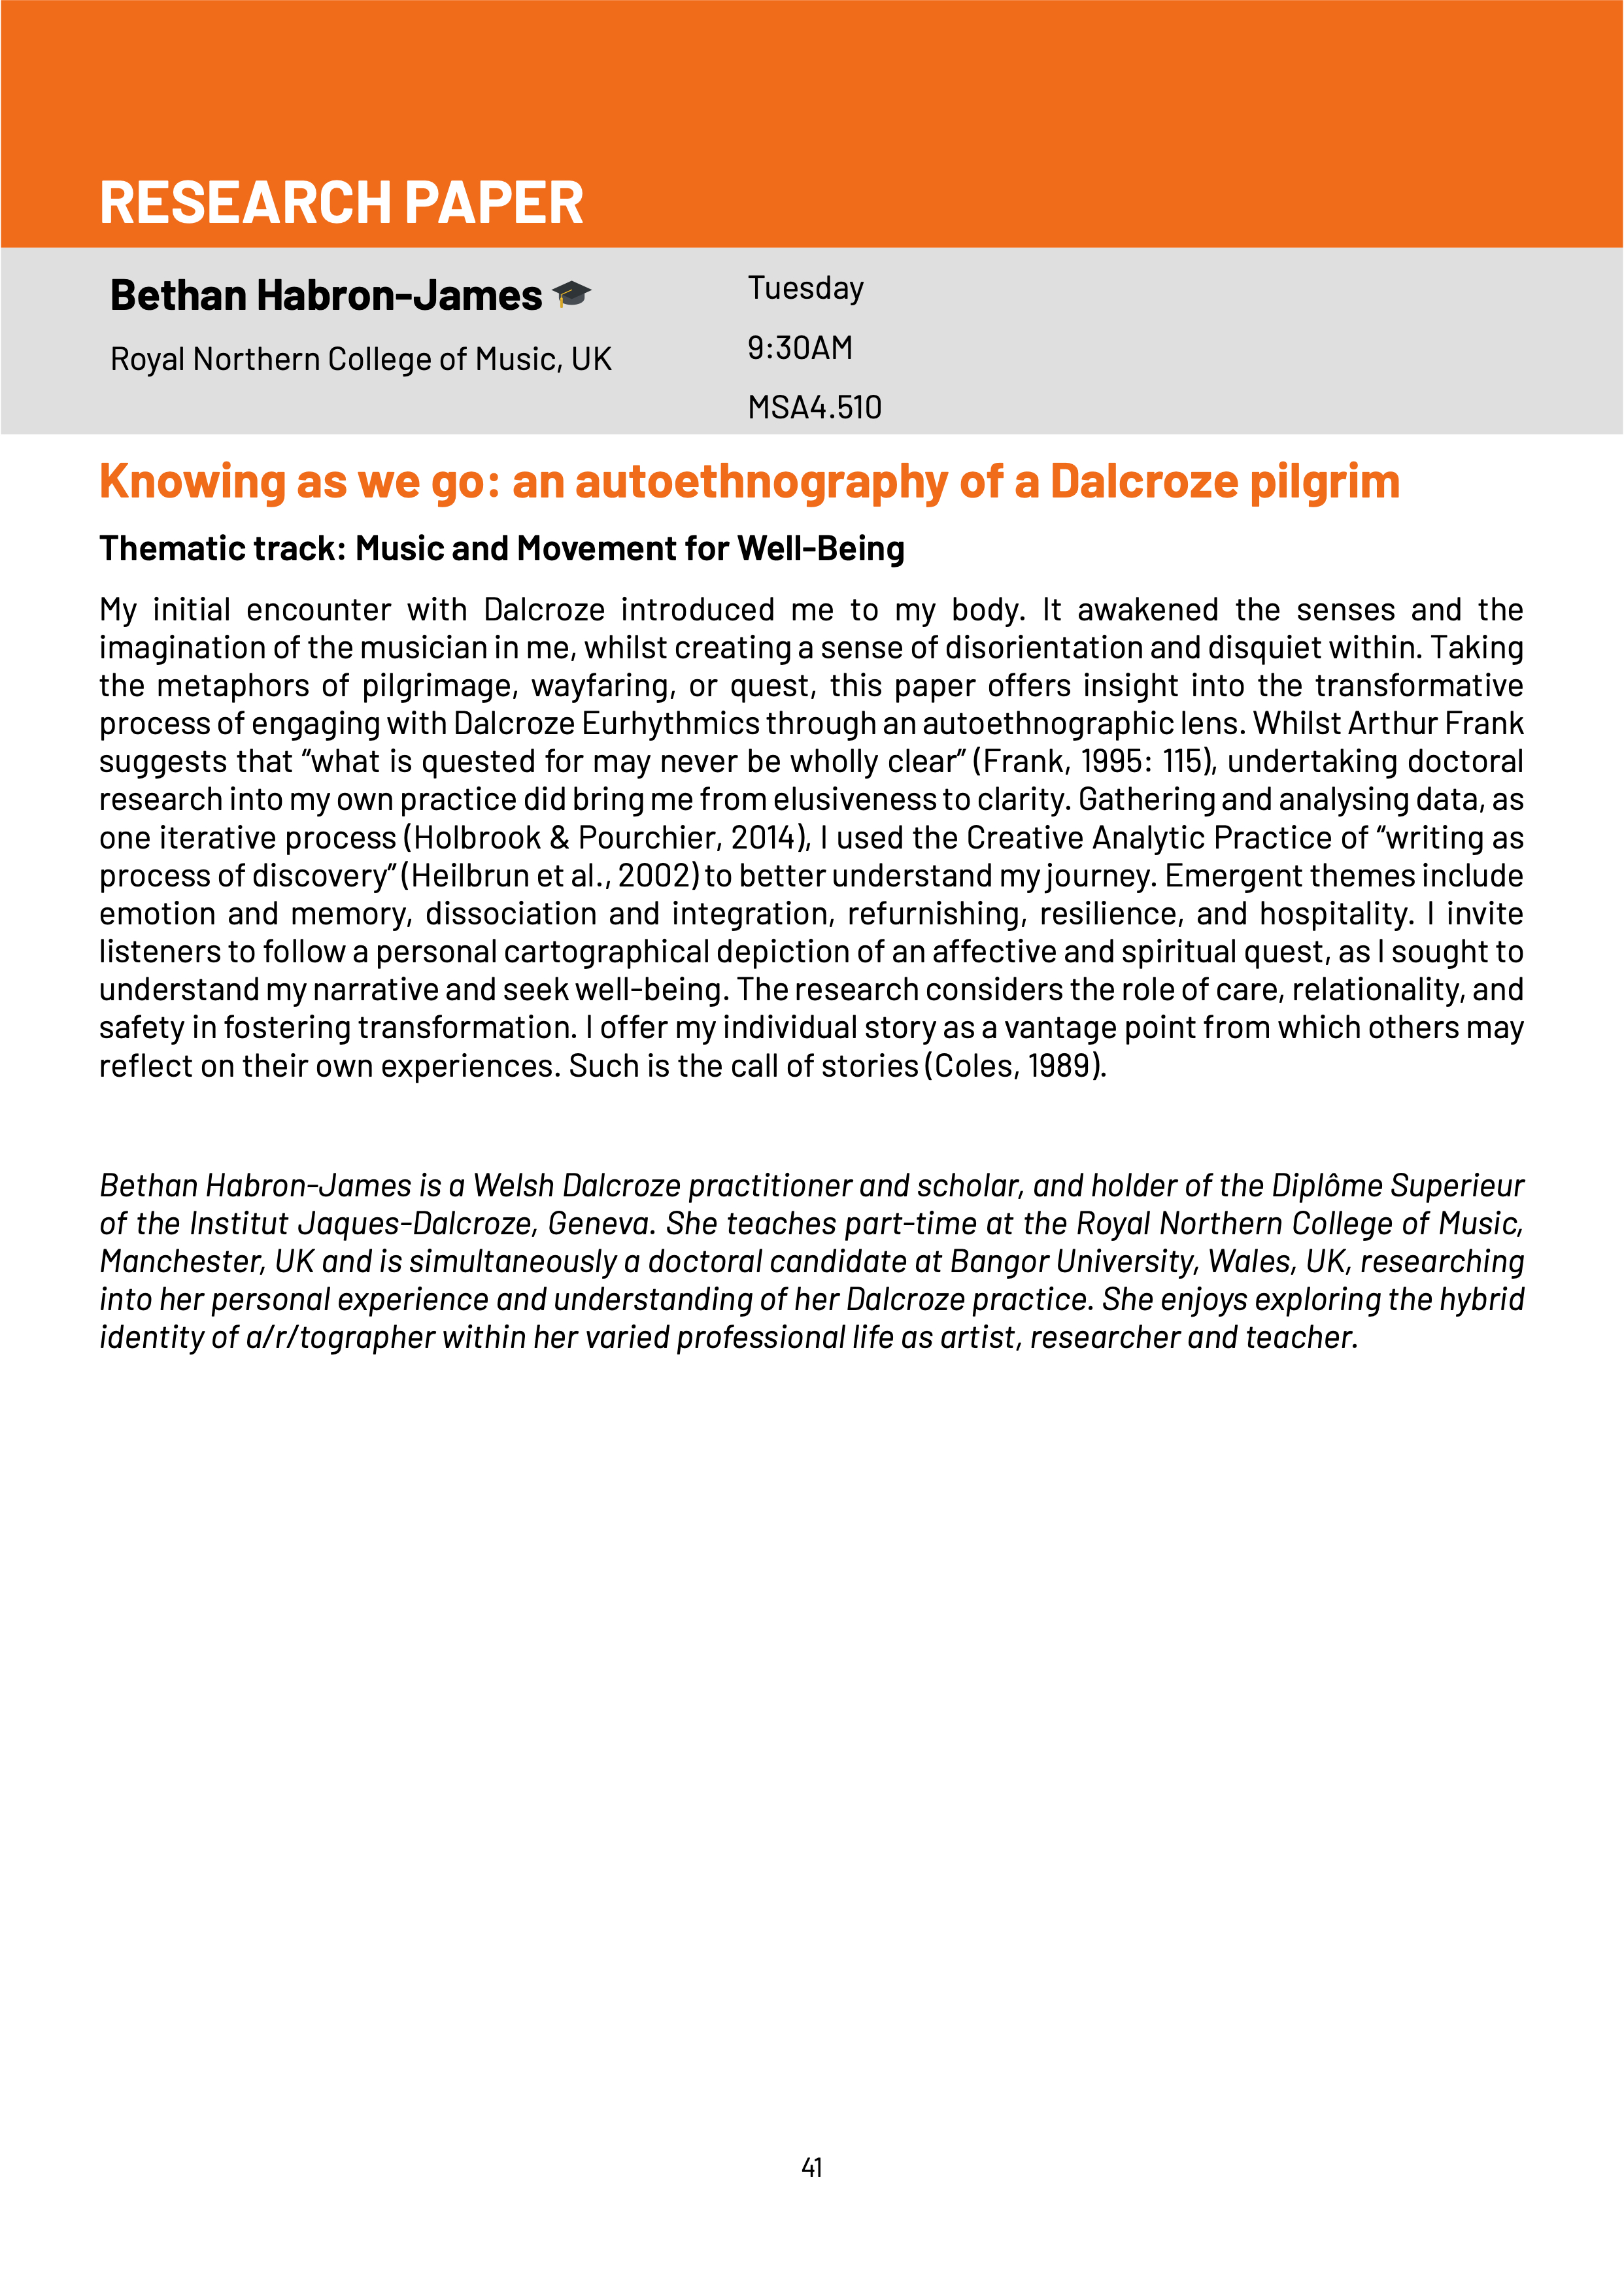 RESEARCH PAPER
Bethan Habron-James
Royal Northern College of Music, UK
Tuesday
9:30AM
MSA4.510
Knowing as we go: an autoethnography of a Dalcroze pilgrim
Thematic track: Music and Movement for Well-Being
My initial encounter with Dalcroze introduced me to my body. It awakened the senses and the
imagination of the musician in me, whilst creating a sense of disorientation and disquiet within. Taking
the metaphors of pilgrimage, wayfaring, or quest, this paper offers insight into the transformative
process of engaging with Dalcroze Eurhythmics through an autoethnographic lens. Whilst Arthur Frank
suggests that “what is quested for may never be wholly clear” (Frank, 1995: 115), undertaking doctoral
research into my own practice did bring me from elusiveness to clarity. Gathering and analysing data, as
one iterative process (Holbrook & Pourchier, 2014), I used the Creative Analytic Practice of “writing as
process of discovery” (Heilbrun et al., 2002) to better understand my journey. Emergent themes include
emotion and memory, dissociation and integration, refurnishing, resilience, and hospitality. I invite
listeners to follow a personal cartographical depiction of an affective and spiritual quest, as I sought to
understand my narrative and seek well-being. The research considers the role of care, relationality, and
safety in fostering transformation. I offer my individual story as a vantage point from which others may
reflect on their own experiences. Such is the call of stories (Coles, 1989).
Bethan Habron-James is a Welsh Dalcroze practitioner and scholar, and holder of the Diplôme Superieur
of the Institut Jaques-Dalcroze, Geneva. She teaches part-time at the Royal Northern College of Music,
Manchester, UK and is simultaneously a doctoral candidate at Bangor University, Wales, UK, researching
into her personal experience and understanding of her Dalcroze practice. She enjoys exploring the hybrid
identity of a/r/tographer within her varied professional life as artist, researcher and teacher.
41